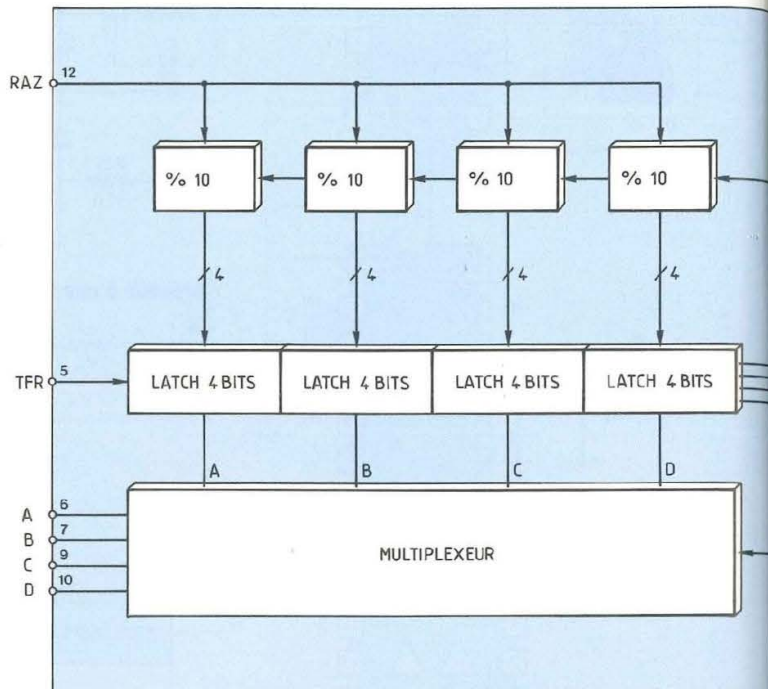 RAZ 12
% 10 % 10 % 10 % 10
4 4 4 4
TFR 5 LATCH 4 BITS LATCH 4 BITS LATCH 4 BITS LATCH 4 BITS
A B C D
A 6
B 7
MULTIPLEXEUR
C 9
D 10